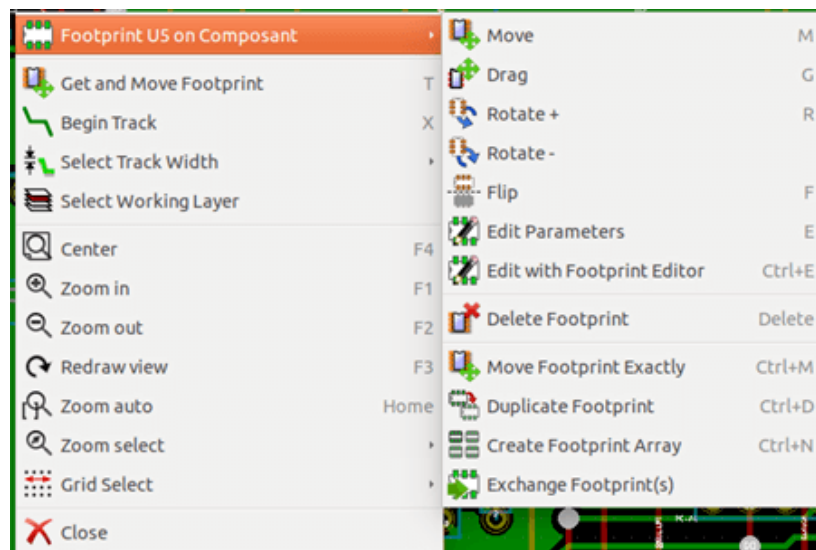 Footprint U5 on Composant
Get and Move Footprint T
Begin Track X
Select Track Width
Select Working Layer
Center F4
Zoom in F1
Zoom out F2
Redraw view F3
Zoom auto Home
Zoom select
Grid Select
Close
Move M
Drag G
Rotate + R
Rotate -
Flip F
Edit Parameters E
Edit with Footprint Editor Ctrl+E
Delete Footprint Delete
Move Footprint Exactly Ctrl+M
Duplicate Footprint Ctrl+D
Create Footprint Array Ctrl+N
Exchange Footprint(s)